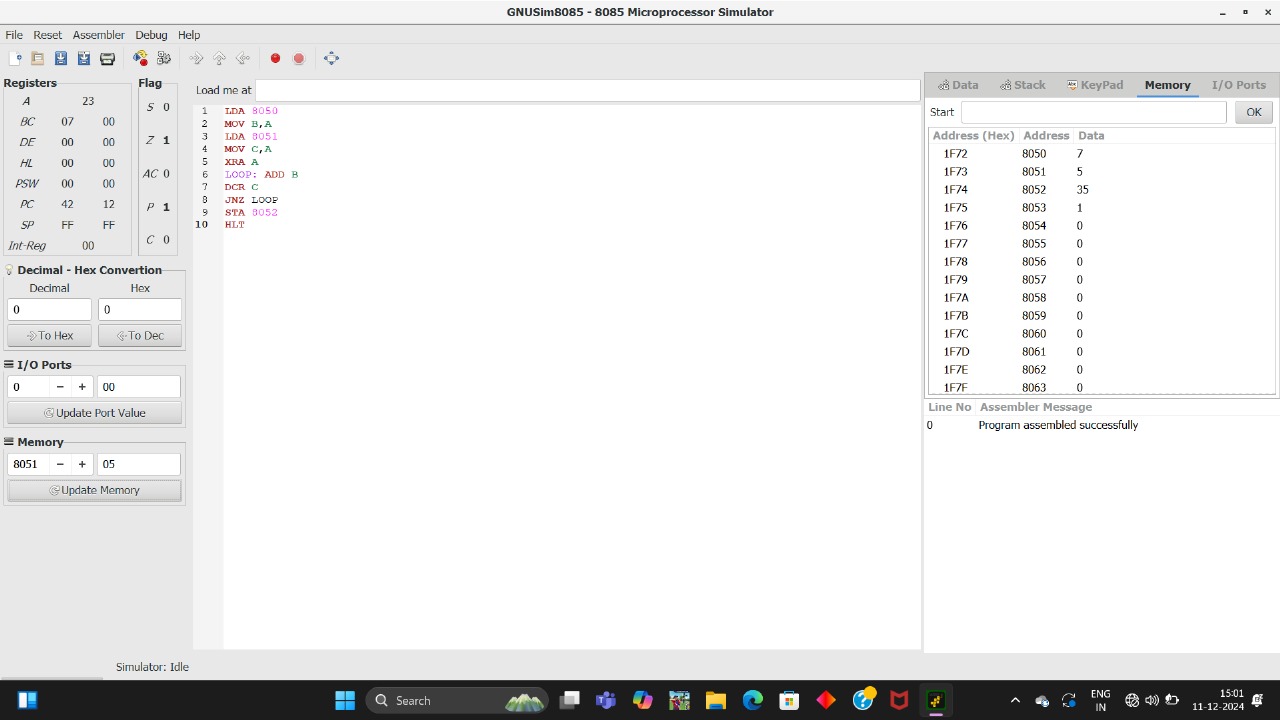 GNUSim8085 - 8085 Microprocessor Simulator
File Reset Assembler Debug Help
Registers
A 23
BC 07 00
DE 00 00
HL 00 00
PSW 00 00
PC 42 12
SP FF FF
Int-Reg 00
Flag
S 0
Z 1
AC 0
P 1
C 0
Decimal - Hex Convertion
Decimal Hex
0 0
To Hex To Dec
I/O Ports
0 − + 00
Update Port Value
Memory
8051 − + 05
Update Memory
Load me at
1 LDA 8050
2 MOV B,A
3 LDA 8051
4 MOV C,A
5 XRA A
6 LOOP: ADD B
7 DCR C
8 JNZ LOOP
9 STA 8052
10 HLT
Data Stack KeyPad Memory I/O Ports
Start OK
Address (Hex) Address Data
1F72 8050 7
1F73 8051 5
1F74 8052 35
1F75 8053 1
1F76 8054 0
1F77 8055 0
1F78 8056 0
1F79 8057 0
1F7A 8058 0
1F7B 8059 0
1F7C 8060 0
1F7D 8061 0
1F7E 8062 0
1F7F 8063 0
Line No Assembler Message
0 Program assembled successfully
Simulator: Idle
Search
ENG
IN
15:01
11-12-2024